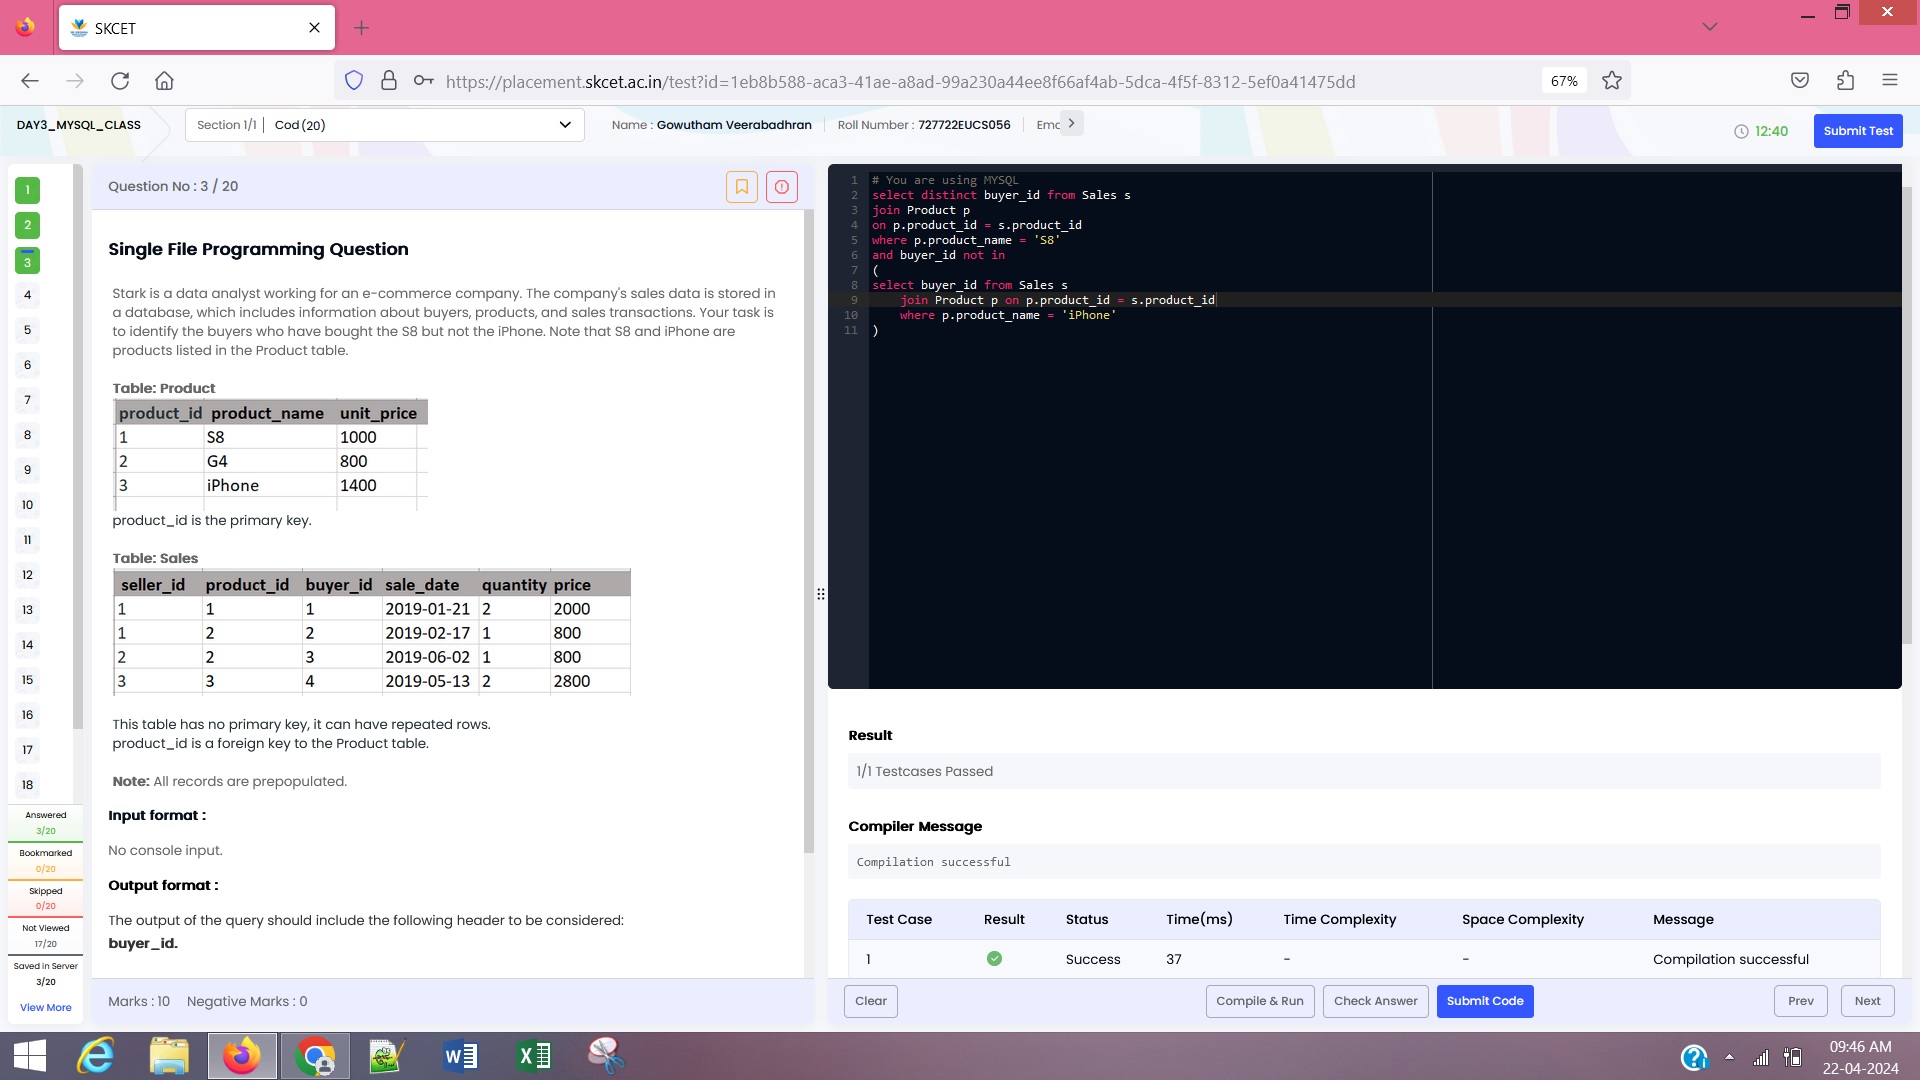 SKCET
https://placement.skcet.ac.in/test?id=1eb8b588-aca3-41ae-a8ad-99a230a44ee8f66af4ab-5dca-4f5f-8312-5ef0a41475dd
67%
DAY3_MYSQL_CLASS
Section 1/1 | Cod (20)
Name : Gowutham Veerabadhran
Roll Number : 727722EUCS056
Ema
12:40
Submit Test
1
2
3
4
5
6
7
8
9
10
11
12
13
14
15
16
17
18
Answered
3/20
Bookmarked
0/20
Skipped
0/20
Not Viewed
17/20
Saved in Server
3/20
View More
Question No : 3 / 20
Single File Programming Question
Stark is a data analyst working for an e-commerce company. The company's sales data is stored in
a database, which includes information about buyers, products, and sales transactions. Your task is
to identify the buyers who have bought the S8 but not the iPhone. Note that S8 and iPhone are
products listed in the Product table.
Table: Product
product_id product_name unit_price
1 S8 1000
2 G4 800
3 iPhone 1400
product_id is the primary key.
Table: Sales
seller_id product_id buyer_id sale_date quantity price
1 1 1 2019-01-21 2 2000
1 2 2 2019-02-17 1 800
2 2 3 2019-06-02 1 800
3 3 4 2019-05-13 2 2800
This table has no primary key, it can have repeated rows.
product_id is a foreign key to the Product table.
Note: All records are prepopulated.
Input format :
No console input.
Output format :
The output of the query should include the following header to be considered:
buyer_id.
Marks : 10 Negative Marks : 0
1 # You are using MYSQL
2 select distinct buyer_id from Sales s
3 join Product p
4 on p.product_id = s.product_id
5 where p.product_name = 'S8'
6 and buyer_id not in
7 (
8 select buyer_id from Sales s
9 join Product p on p.product_id = s.product_id
10 where p.product_name = 'iPhone'
11 )
Result
1/1 Testcases Passed
Compiler Message
Compilation successful
Test Case Result Status Time(ms) Time Complexity Space Complexity Message
1 Success 37 - - Compilation successful
Clear
Compile & Run
Check Answer
Submit Code
Prev
Next
09:46 AM
22-04-2024